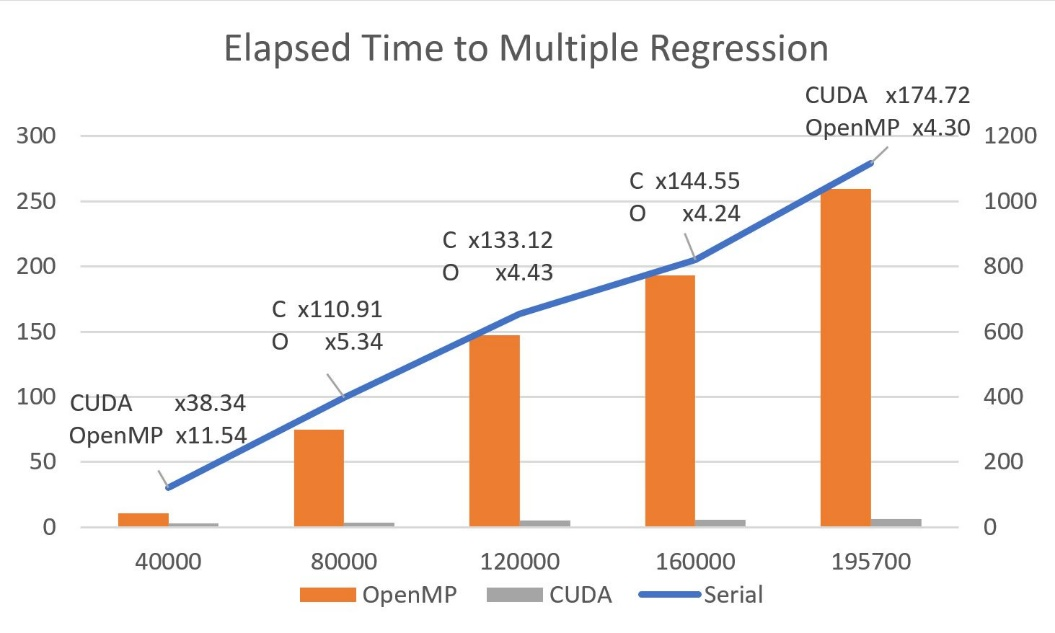 Elapsed Time to Multiple Regression
CUDA x174.72
OpenMP x4.30
C x144.55
O x4.24
C x133.12
O x4.43
C x110.91
O x5.34
CUDA x38.34
OpenMP x11.54
300
250
200
150
100
50
0
1200
1000
800
600
400
200
0
40000 80000 120000 160000 195700
OpenMP CUDA Serial